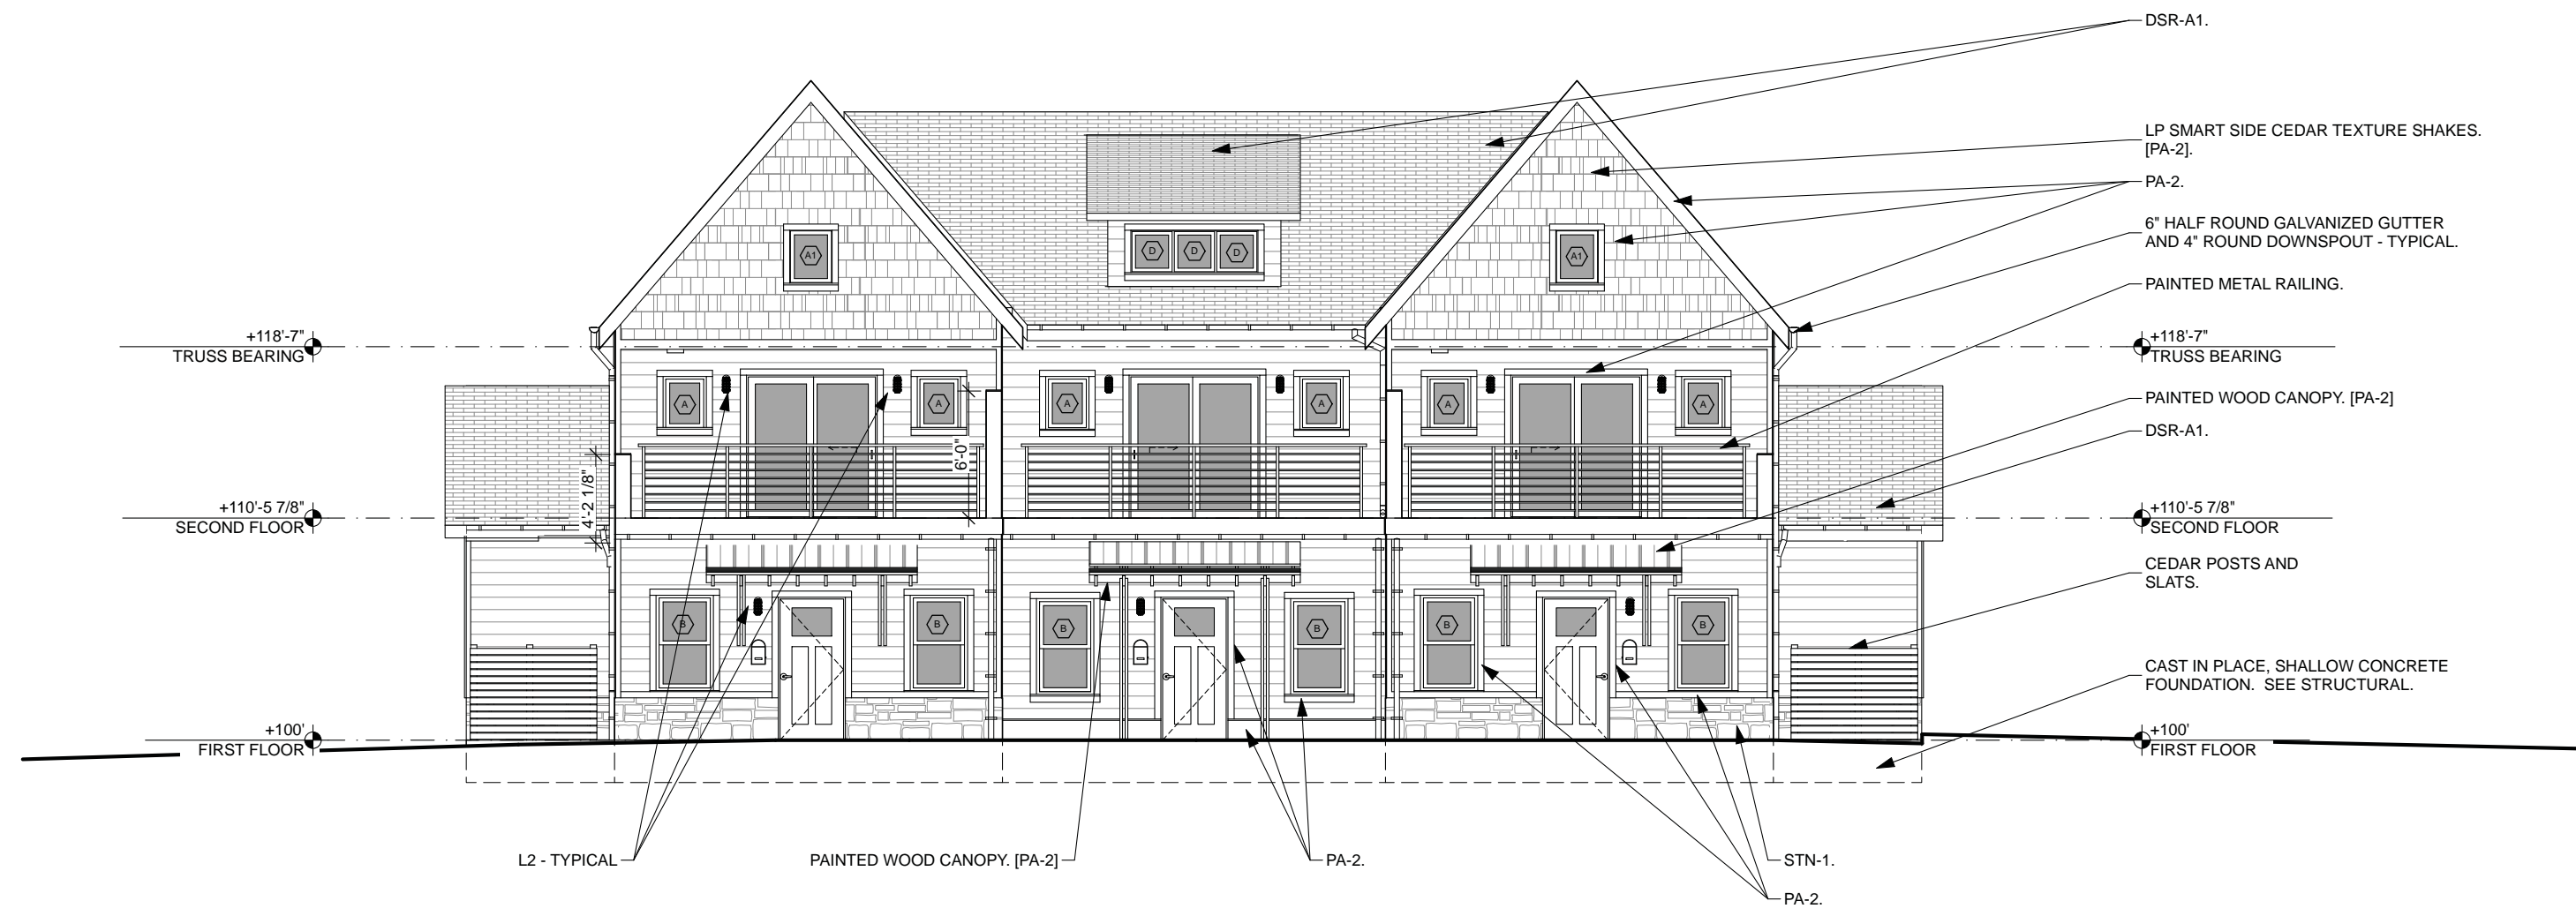 DSR-A1.
LP SMART SIDE CEDAR TEXTURE SHAKES.
[PA-2].
PA-2.
6" HALF ROUND GALVANIZED GUTTER
AND 4" ROUND DOWNSPOUT - TYPICAL.
PAINTED METAL RAILING.
A1
D
D
D
A1
+118'-7"
TRUSS BEARING
+118'-7"
TRUSS BEARING
PAINTED WOOD CANOPY. [PA-2]
DSR-A1.
A
A
A
A
A
A
6'-0"
4'-2 1/8"
+110'-5 7/8"
SECOND FLOOR
+110'-5 7/8"
SECOND FLOOR
CEDAR POSTS AND
SLATS.
B
B
B
B
B
B
CAST IN PLACE, SHALLOW CONCRETE
FOUNDATION. SEE STRUCTURAL.
+100'
FIRST FLOOR
+100'
FIRST FLOOR
L2 - TYPICAL
PAINTED WOOD CANOPY. [PA-2]
PA-2.
STN-1.
PA-2.